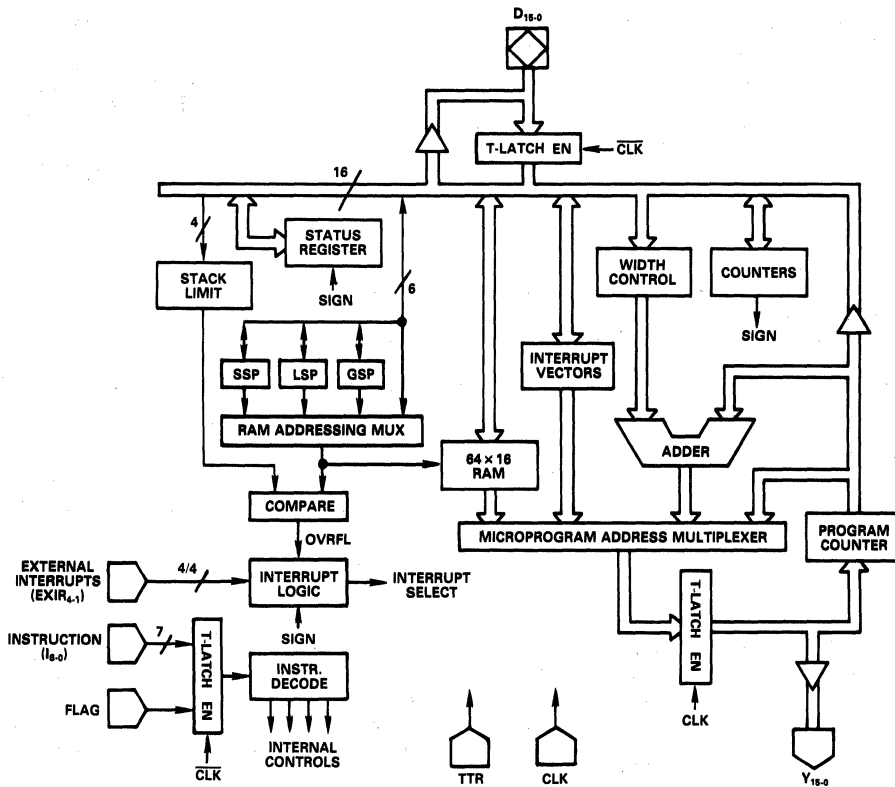 D15-0
T-LATCH EN
CLK
16
4
STATUS
REGISTER
SIGN
STACK
LIMIT
6
WIDTH
CONTROL
COUNTERS
SIGN
SSP
LSP
GSP
INTERRUPT
VECTORS
RAM ADDRESSING MUX
64 × 16
RAM
ADDER
COMPARE
OVRFL
MICROPROGRAM ADDRESS MULTIPLEXER
PROGRAM
COUNTER
EXTERNAL
INTERRUPTS
(EXIR4-1)
4/4
INTERRUPT
LOGIC
INTERRUPT
SELECT
SIGN
INSTRUCTION
(I6-0)
7
T-LATCH EN
INSTR.
DECODE
T-LATCH EN
CLK
FLAG
INTERNAL
CONTROLS
CLK
TTR
CLK
Y15-0